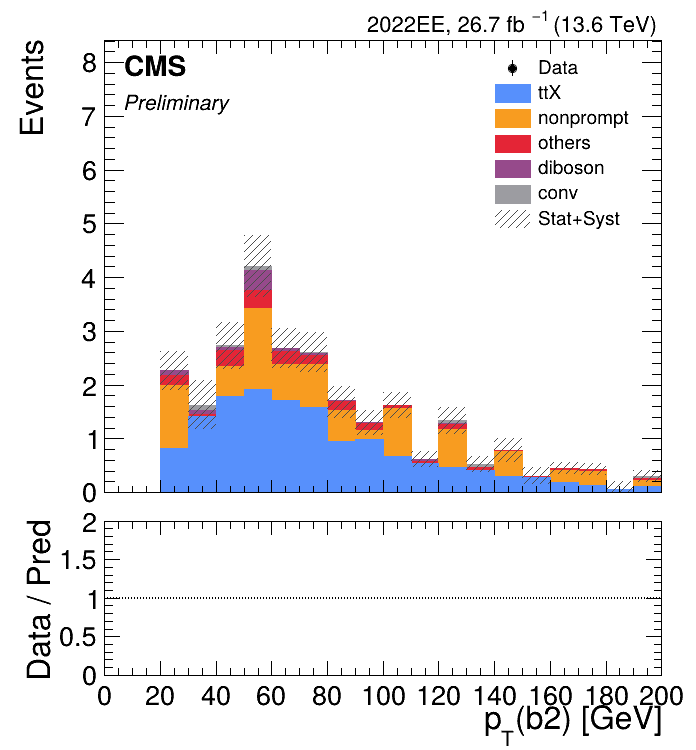 2022EE, 26.7 fb⁻¹ (13.6 TeV)
CMS
Preliminary
Data
ttX
nonprompt
others
diboson
conv
Stat+Syst
Events
8
7
6
5
4
3
2
1
0
Data / Pred
2
1.5
1
0.5
0
0 20 40 60 80 100 120 140 160 180 200
p_T(b2) [GeV]